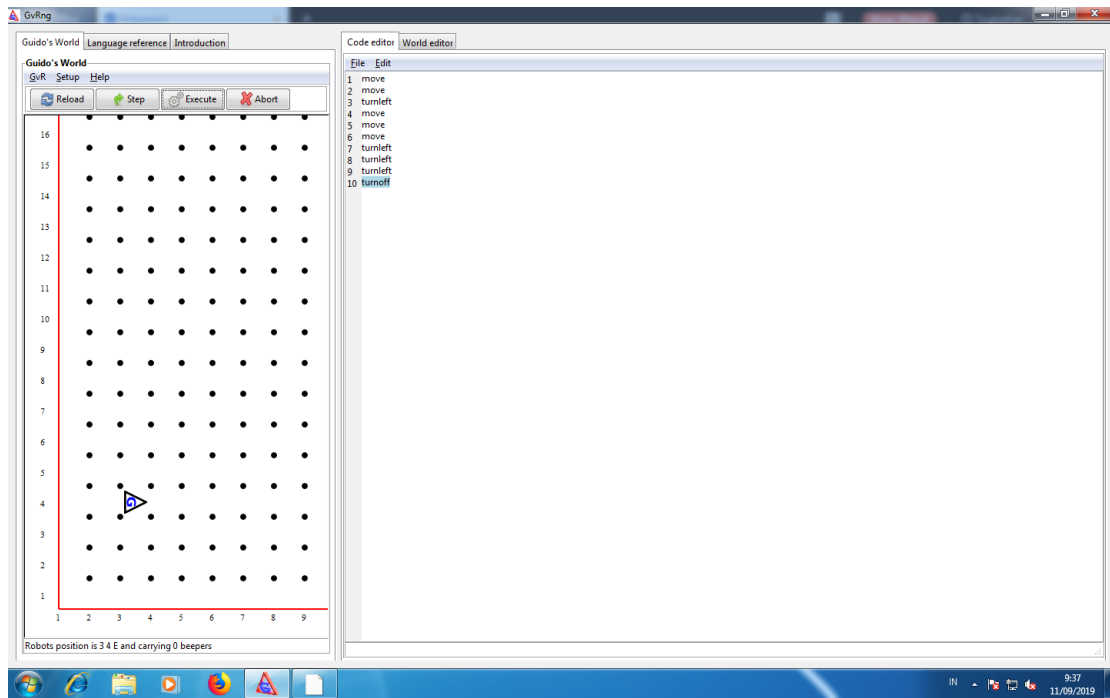 GvRng
Guido's World Language reference Introduction
Guido's World
GvR Setup Help
Reload Step Execute Abort
16
15
14
13
12
11
10
9
8
7
6
5
4
G
3
2
1
1 2 3 4 5 6 7 8 9
Robots position is 3 4 E and carrying 0 beepers
Code editor World editor
File Edit
1 move
2 move
3 turnleft
4 move
5 move
6 move
7 turnleft
8 turnleft
9 turnleft
10 turnoff
IN
9:37
11/09/2019